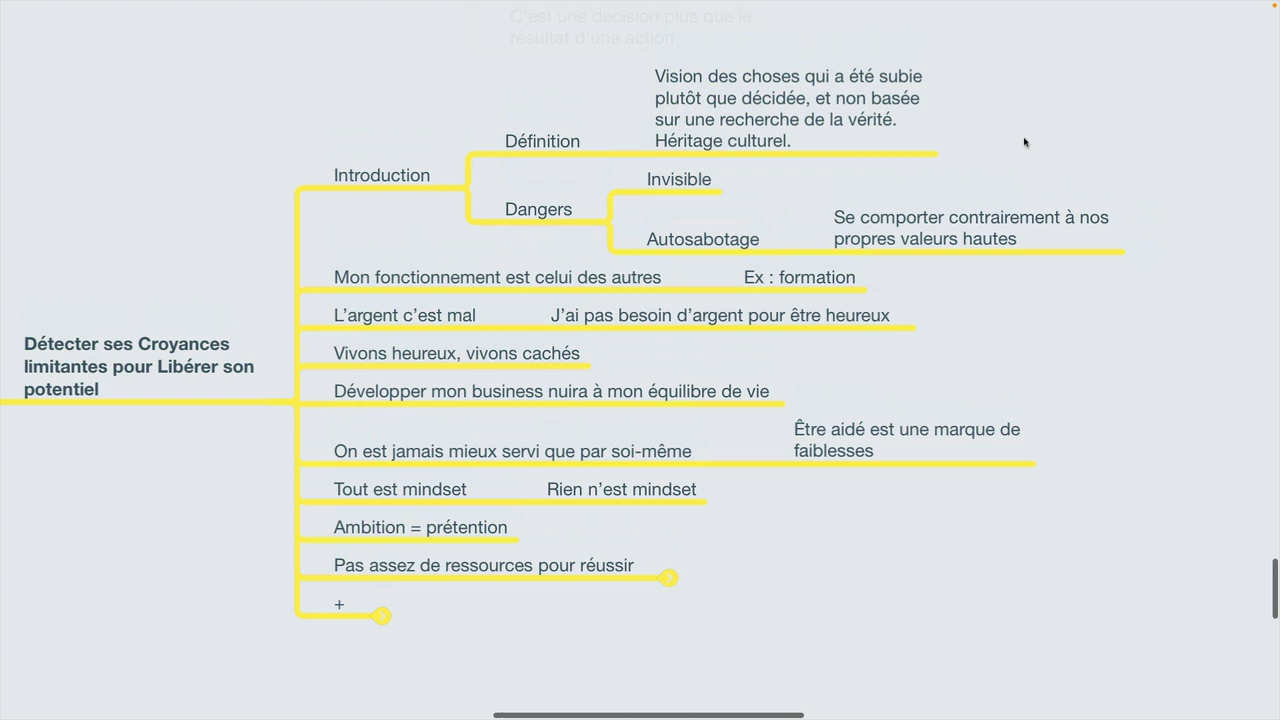 C'est une décision plus que le
résultat d'une action
Vision des choses qui a été subie
plutôt que décidée, et non basée
sur une recherche de la vérité.
Définition
Héritage culturel.
Introduction
Invisible
Dangers
Se comporter contrairement à nos
Autosabotage
propres valeurs hautes
Mon fonctionnement est celui des autres
Ex : formation
L’argent c’est mal
J’ai pas besoin d’argent pour être heureux
Détecter ses Croyances
limitantes pour Libérer son
potentiel
Vivons heureux, vivons cachés
Développer mon business nuira à mon équilibre de vie
Être aidé est une marque de
On est jamais mieux servi que par soi-même
faiblesses
Tout est mindset
Rien n’est mindset
Ambition = prétention
Pas assez de ressources pour réussir
+